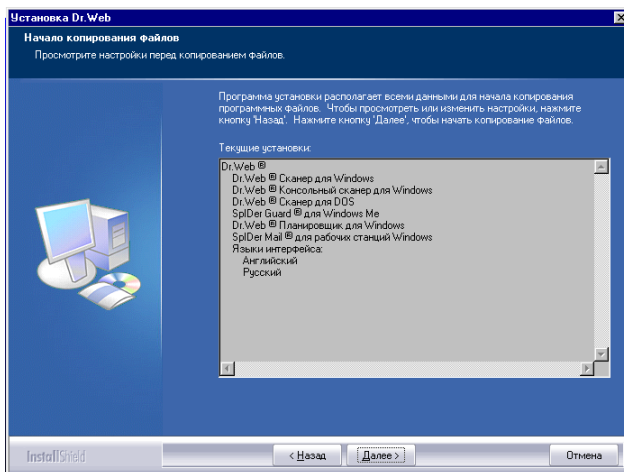 Установка Dr.Web
Начало копирования файлов
Просмотрите настройки перед копированием файлов.
Программа установки располагает всеми данными для начала копирования
программных файлов. Чтобы просмотреть или изменить настройки, нажмите
кнопку 'Назад'. Нажмите кнопку 'Далее', чтобы начать копирование файлов.
Текущие установки:
Dr.Web ®
Dr.Web ® Сканер для Windows
Dr.Web ® Консольный сканер для Windows
Dr.Web ® Сканер для DOS
SpIDer Guard ® для Windows Me
Dr.Web ® Планировщик для Windows
SpIDer Mail ® для рабочих станций Windows
Языки интерфейса:
Английский
Русский
InstallShield
< Назад
Далее >
Отмена